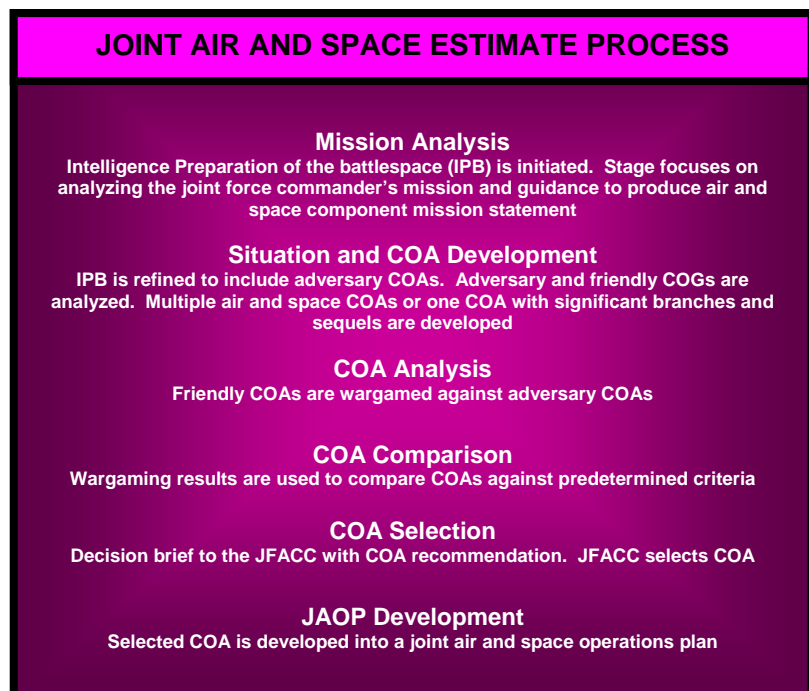 JOINT AIR AND SPACE ESTIMATE PROCESS
Mission Analysis
Intelligence Preparation of the battlespace (IPB) is initiated.  Stage focuses on
analyzing the joint force commander's mission and guidance to produce air and
space component mission statement
Situation and COA Development
IPB is refined to include adversary COAs.  Adversary and friendly COGs are
analyzed.  Multiple air and space COAs or one COA with significant branches and
sequels are developed
COA Analysis
Friendly COAs are wargamed against adversary COAs
COA Comparison
Wargaming results are used to compare COAs against predetermined criteria
COA Selection
Decision brief to the JFACC with COA recommendation.  JFACC selects COA
JAOP Development
Selected COA is developed into a joint air and space operations plan